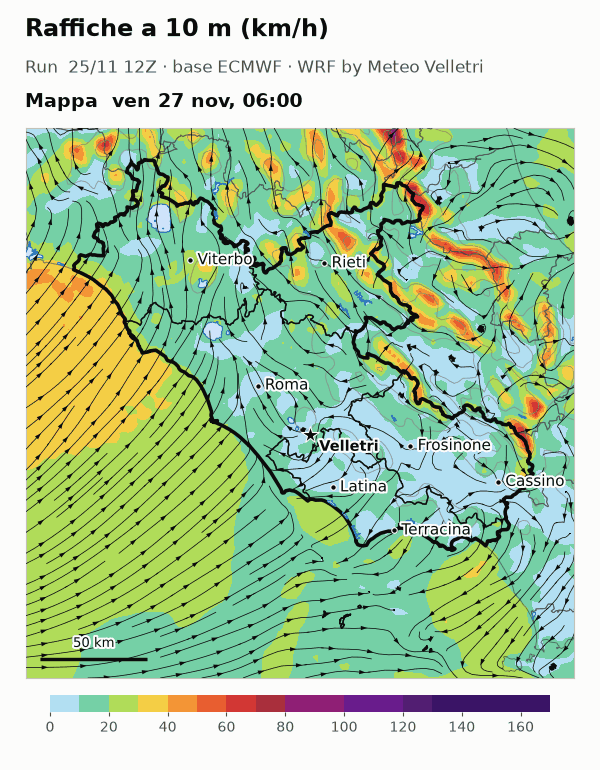 Raffiche a 10 m (km/h)
Run  25/11 12Z · base ECMWF · WRF by Meteo Velletri
Mappa  ven 27 nov, 06:00
Viterbo
Rieti
Roma
Velletri
Frosinone
Latina
Cassino
Terracina
50 km
0 20 40 60 80 100 120 140 160